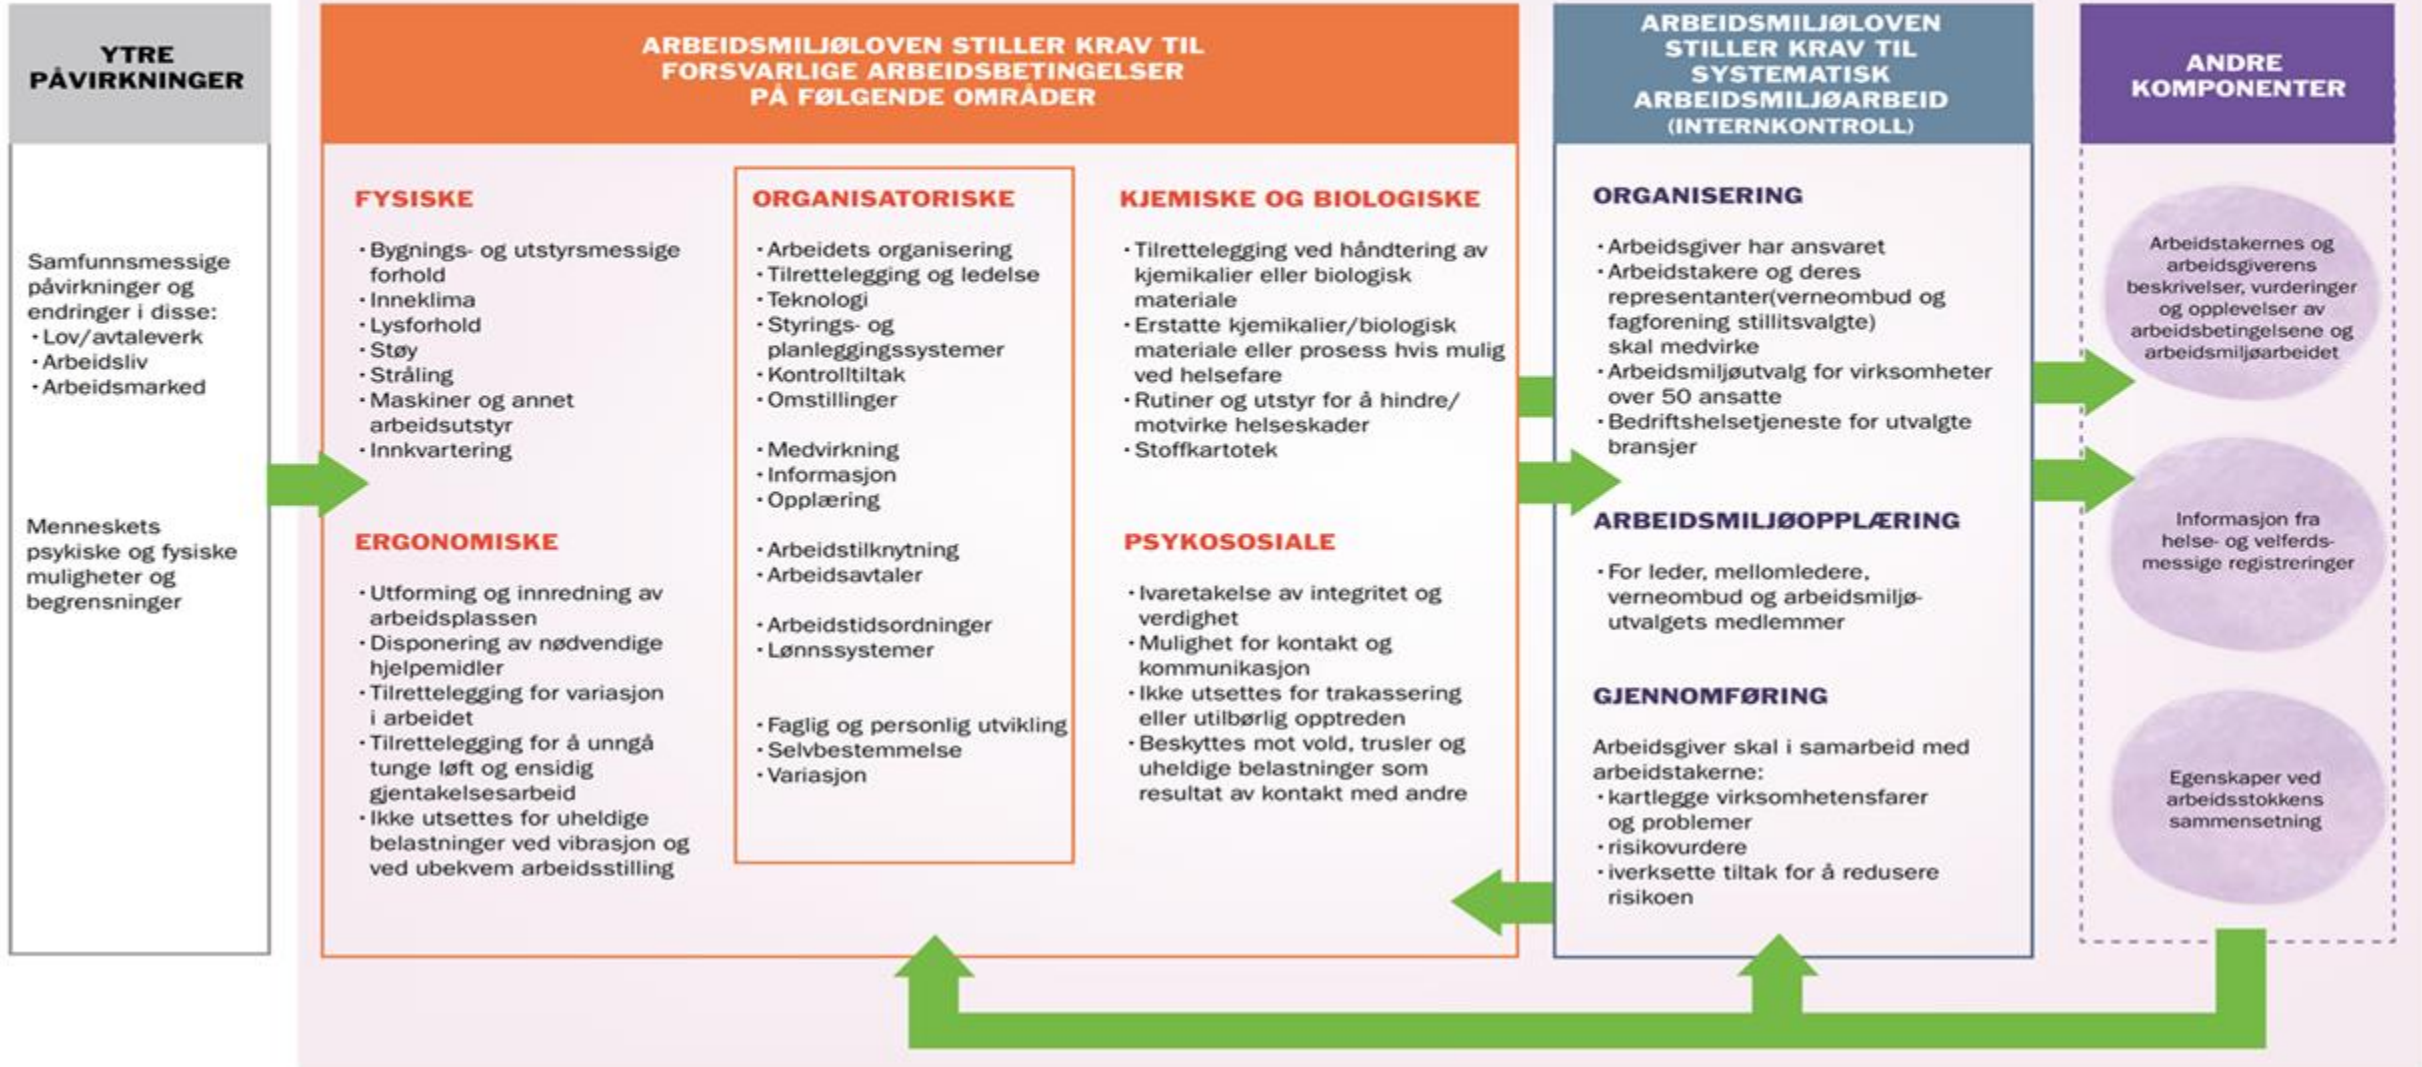 YTRE
PÅVIRKNINGER
Samfunnsmessige
påvirkninger og
endringer i disse:
· Lov/avtaleverk
· Arbeidsliv
· Arbeidsmarked
Menneskets
psykiske og fysiske
muligheter og
begrensninger
ARBEIDSMILJØLOVEN STILLER KRAV TIL
FORSVARLIGE ARBEIDSBETINGELSER
PÅ FØLGENDE OMRÅDER
FYSISKE
· Bygnings- og utstyrsmessige
forhold
· Inneklima
· Lysforhold
· Støy
· Stråling
· Maskiner og annet
arbeidsutstyr
· Innkvartering
ERGONOMISKE
· Utforming og innredning av
arbeidsplassen
· Disponering av nødvendige
hjelpemidler
· Tilrettelegging for variasjon
i arbeidet
· Tilrettelegging for å unngå
tunge løft og ensidig
gjentakelsesarbeid
· Ikke utsettes for uheldige
belastninger ved vibrasjon og
ved ubekvem arbeidsstilling
ORGANISATORISKE
· Arbeidets organisering
· Tilrettelegging og ledelse
· Teknologi
· Styrings- og
planleggingssystemer
· Kontrolltiltak
· Omstillinger
· Medvirkning
· Informasjon
· Opplæring
· Arbeidstilknytning
· Arbeidsavtaler
· Arbeidstidsordninger
· Lønnssystemer
· Faglig og personlig utvikling
· Selvbestemmelse
· Variasjon
KJEMISKE OG BIOLOGISKE
· Tilrettelegging ved håndtering av
kjemikalier eller biologisk
materiale
· Erstatte kjemikalier/biologisk
materiale eller prosess hvis mulig
ved helsefare
· Rutiner og utstyr for å hindre/
motvirke helseskader
· Stoffkartotek
PSYKOSOSIALE
· Ivaretakelse av integritet og
verdighet
· Mulighet for kontakt og
kommunikasjon
· Ikke utsettes for trakassering
eller utilbørlig opptreden
· Beskyttes mot vold, trusler og
uheldige belastninger som
resultat av kontakt med andre
ARBEIDSMILJØLOVEN
STILLER KRAV TIL
SYSTEMATISK
ARBEIDSMILJØARBEID
(INTERNKONTROLL)
ORGANISERING
· Arbeidsgiver har ansvaret
· Arbeidstakere og deres
representanter(verneombud og
fagforening stillitsvalgte)
skal medvirke
· Arbeidsmiljøutvalg for virksomheter
over 50 ansatte
· Bedriftshelsetjeneste for utvalgte
bransjer
ARBEIDSMILJØOPPLÆRING
· For leder, mellomledere,
verneombud og arbeidsmiljø-
utvalgets medlemmer
GJENNOMFØRING
Arbeidsgiver skal i samarbeid med
arbeidstakerne:
· kartlegge virksomhetensfarer
og problemer
· risikovurdere
· iverksette tiltak for å redusere
risikoen
ANDRE
KOMPONENTER
Arbeidstakernes og
arbeidsgiverens
beskrivelser, vurderinger
og opplevelser av
arbeidsbetingelsene og
arbeidsmiljøarbeidet
Informasjon fra
helse- og velferds-
messige registreringer
Egenskaper ved
arbeidsstokkens
sammensetning